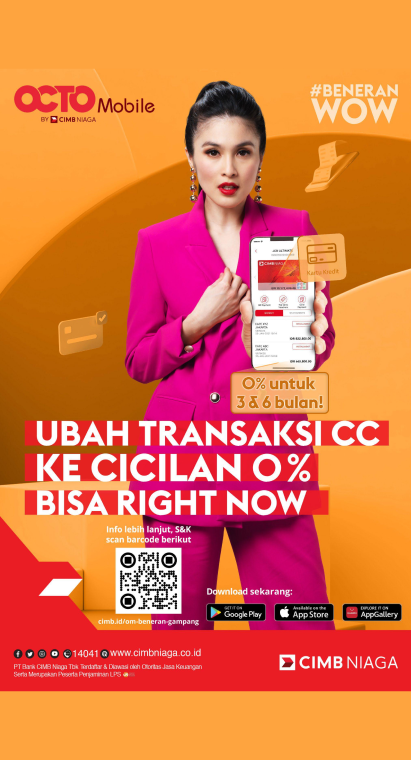 OCTO Mobile
BY CIMB NIAGA
#BENERAN
WOW
CIMB NIAGA
Kartu Kredit
0% untuk
3 & 6 bulan!
UBAH TRANSAKSI CC
KE CICILAN 0%
BISA RIGHT NOW
Info lebih lanjut, S&K
scan barcode berikut
cimb.id/om-beneran-gampang
Download sekarang:
GET IT ON
Google Play
Available on the
App Store
EXPLORE IT ON
AppGallery
14041 www.cimbniaga.co.id
PT Bank CIMB Niaga Tbk Terdaftar & Diawasi oleh Otoritas Jasa Keuangan
Serta Merupakan Peserta Penjaminan LPS
CIMB NIAGA